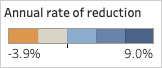 Annual rate of reduction
-3.9% 9.0%